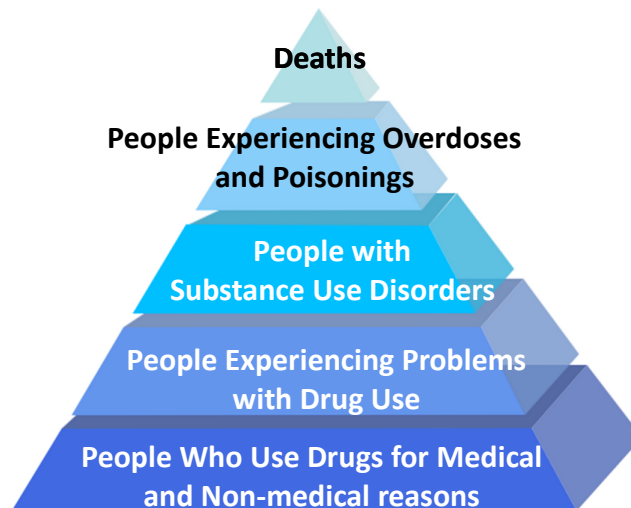 Deaths
People Experiencing Overdoses
and Poisonings
People with
Substance Use Disorders
People Experiencing Problems
with Drug Use
People Who Use Drugs for Medical
and Non-medical reasons